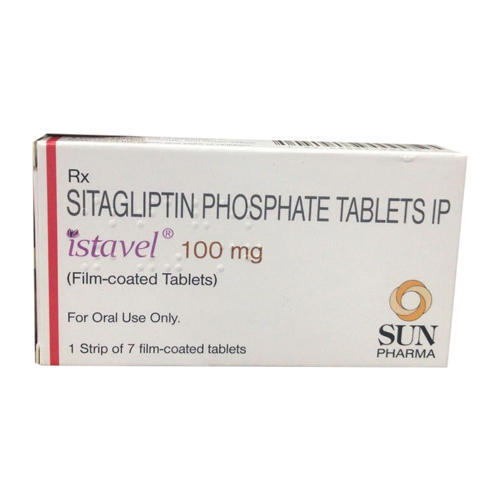 Rx
SITAGLIPTIN PHOSPHATE TABLETS IP
istavel® 100 mg
(Film-coated Tablets)
For Oral Use Only.
1 Strip of 7 film-coated tablets
SUN
PHARMA